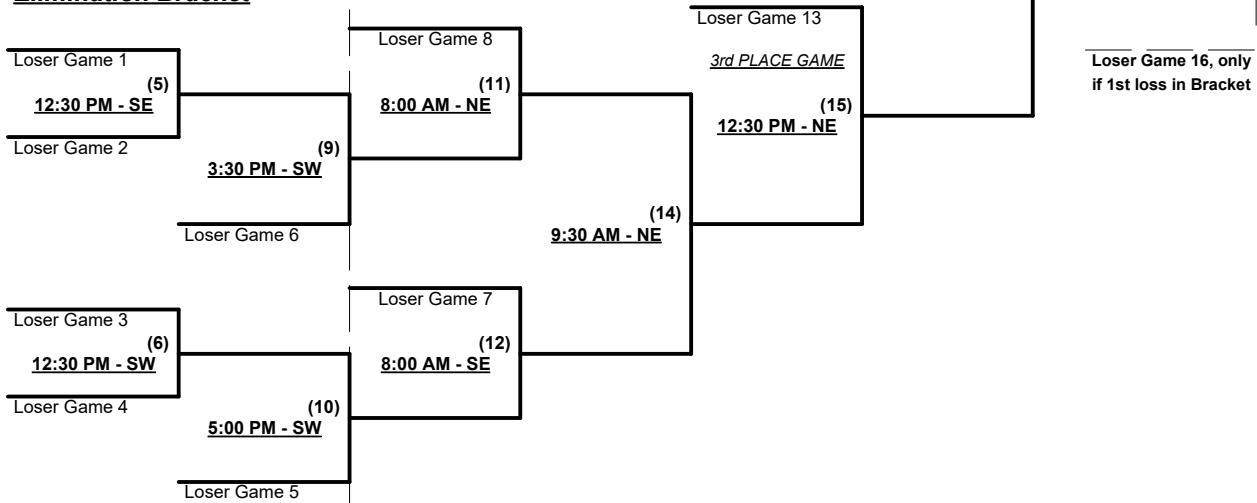 Elimination Bracket
Loser Game 13
Loser Game 8
Loser Game 1
3rd PLACE GAME
Loser Game 16, only
if 1st loss in Bracket
(5)
12:30 PM - SE
(11)
8:00 AM - NE
(15)
12:30 PM - NE
Loser Game 2
(9)
3:30 PM - SW
Loser Game 6
(14)
9:30 AM - NE
Loser Game 7
Loser Game 3
(6)
12:30 PM - SW
(12)
8:00 AM - SE
Loser Game 4
(10)
5:00 PM - SW
Loser Game 5